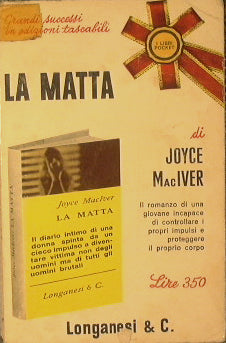 Grandi successi
in edizioni tascabili
I LIBRI
POCKET
LA MATTA
di
JOYCE
MACIVER
Il romanzo di una
giovane incapace
di controllare i
propri impulsi e
proteggere
il proprio corpo
Lire 350
Joyce MacIver
LA MATTA
Il diario intimo di una
donna spinta da un
cieco impulso a diven-
tare vittima non degli
uomini ma di tutti gli
uomini brutali
Longanesi & C.
LA MATTA
Longanesi & C.